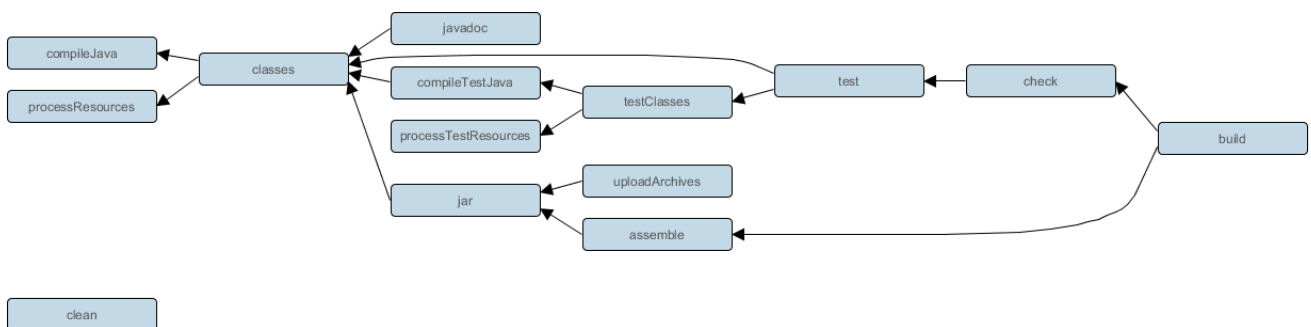 javadoc
compileJava
classes
compileTestJava
test
check
processResources
testClasses
processTestResources
build
uploadArchives
jar
assemble
clean